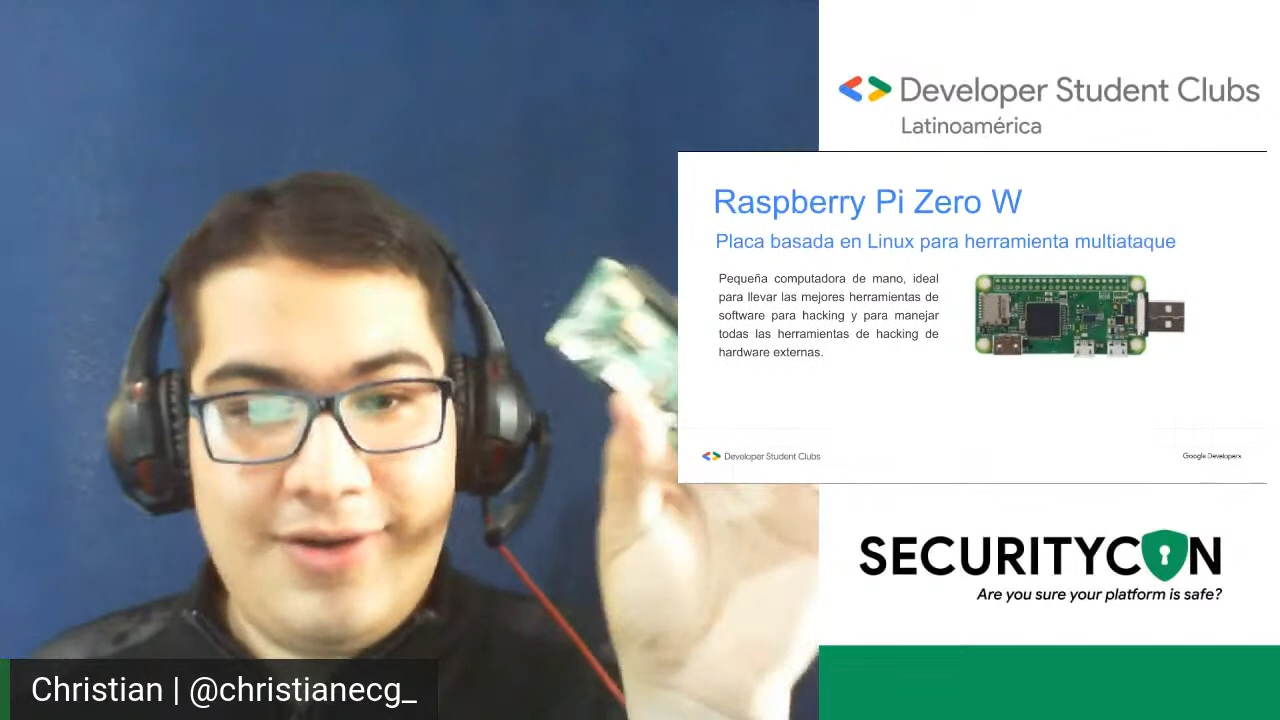 Developer Student Clubs
Latinoamérica
Raspberry Pi Zero W
Placa basada en Linux para herramienta multiataque
Pequeña computadora de mano, ideal
para llevar las mejores herramientas de
software para hacking y para manejar
todas las herramientas de hacking de
hardware externas.
Developer Student Clubs
Google Developers
SECURITYCON
Are you sure your platform is safe?
Christian | @christianecg_